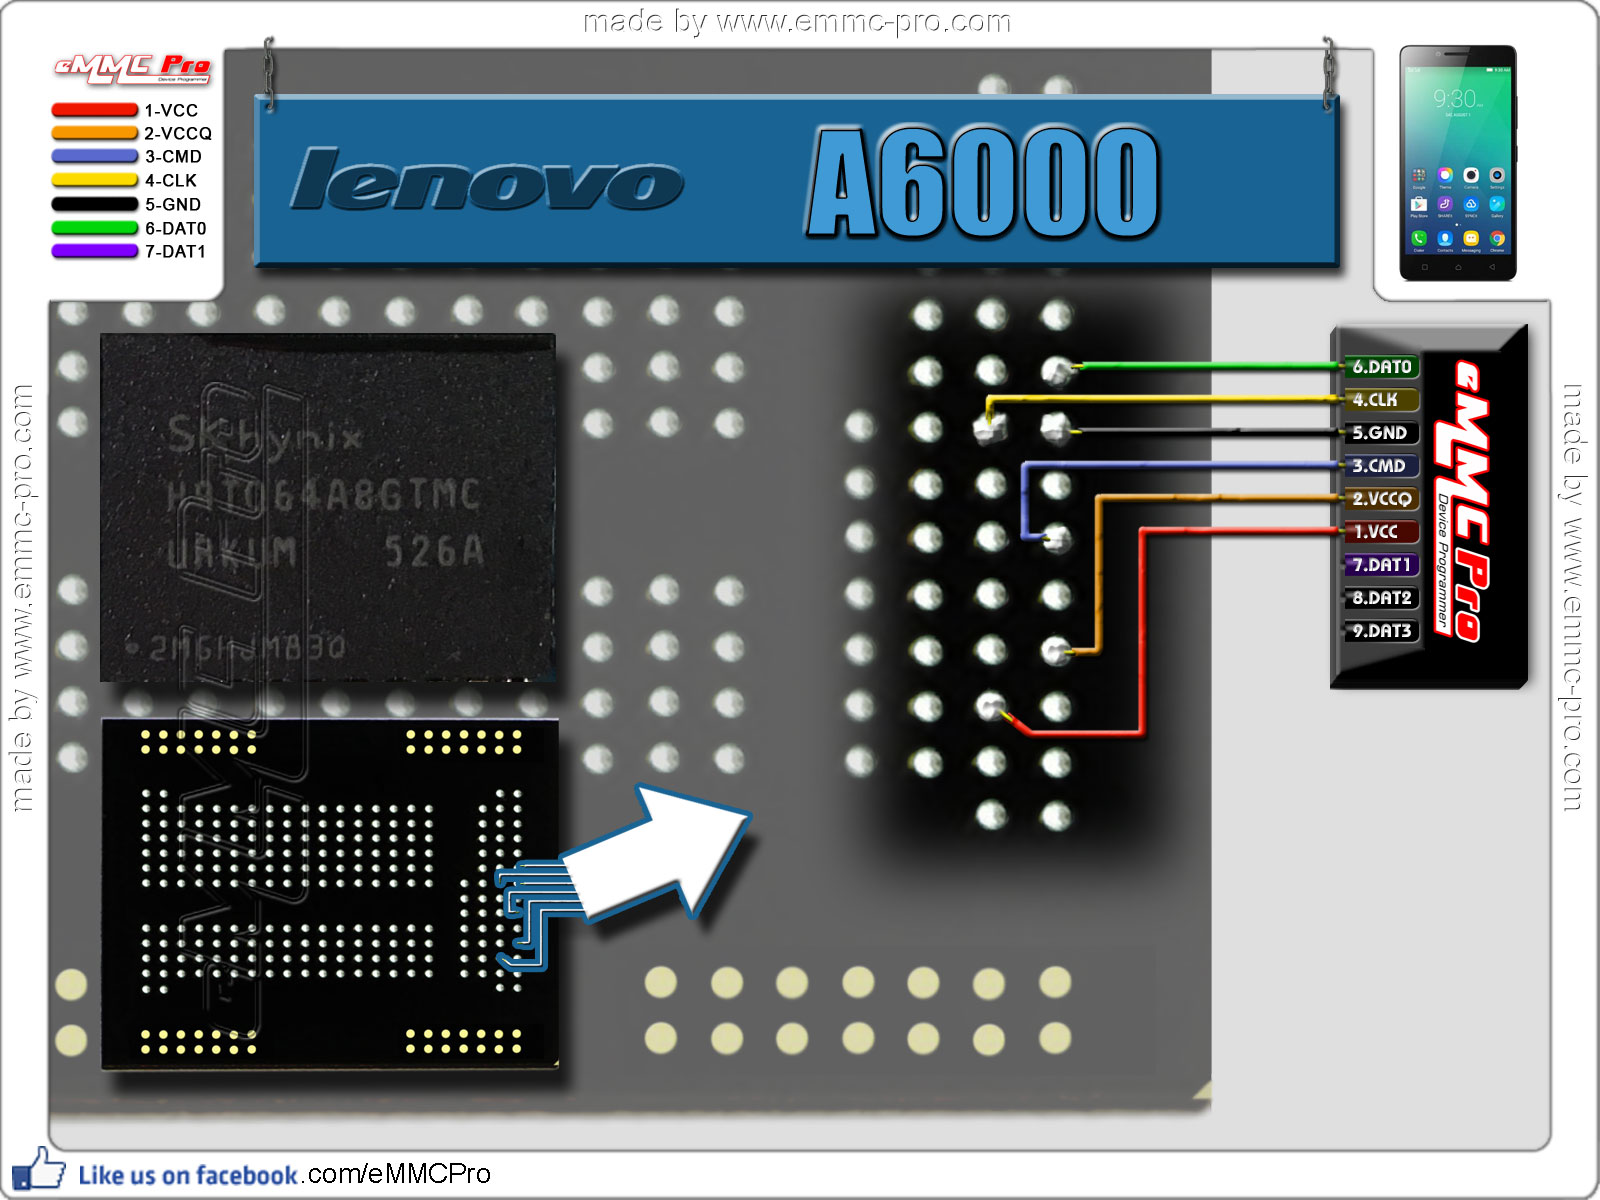 made by www.emmc-pro.com
eMMC Pro
Device Programmer
1-VCC
2-VCCQ
3-CMD
4-CLK
5-GND
6-DAT0
7-DAT1
lenovo
A6000
9:30
SK hynix
H9TQ64A8GTMC
URKUM 526A
6.DAT0
4.CLK
5.GND
3.CMD
2.VCCQ
1.VCC
7.DAT1
8.DAT2
9.DAT3
eMMC Pro
Device Programmer
made by www.emmc-pro.com
made by www.emmc-pro.com
Like us on facebook.com/eMMCPro